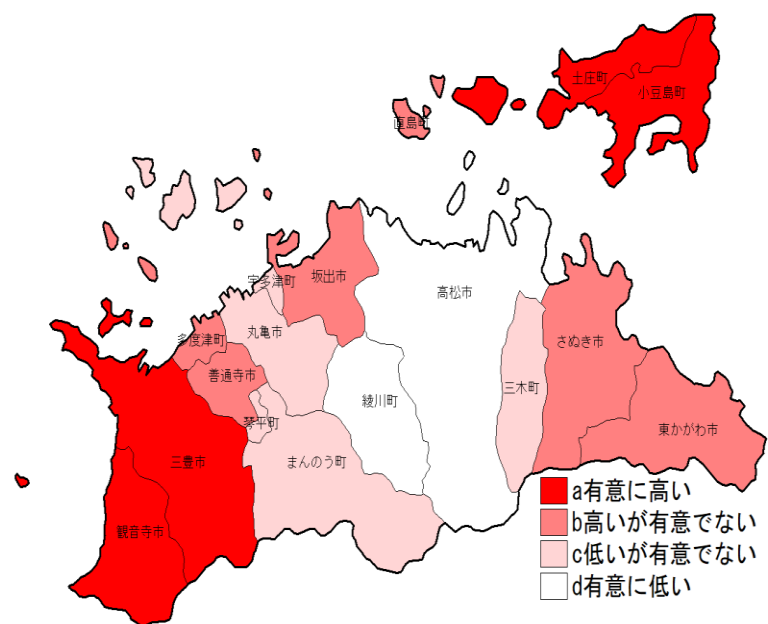 土庄町
小豆島町
直島町
宇多津町
坂出市
高松市
丸亀市
多度津町
さぬき市
善通寺市
三木町
綾川町
琴平町
東かがわ市
三豊市
まんのう町
観音寺市
a有意に高い
b高いが有意でない
c低いが有意でない
d有意に低い